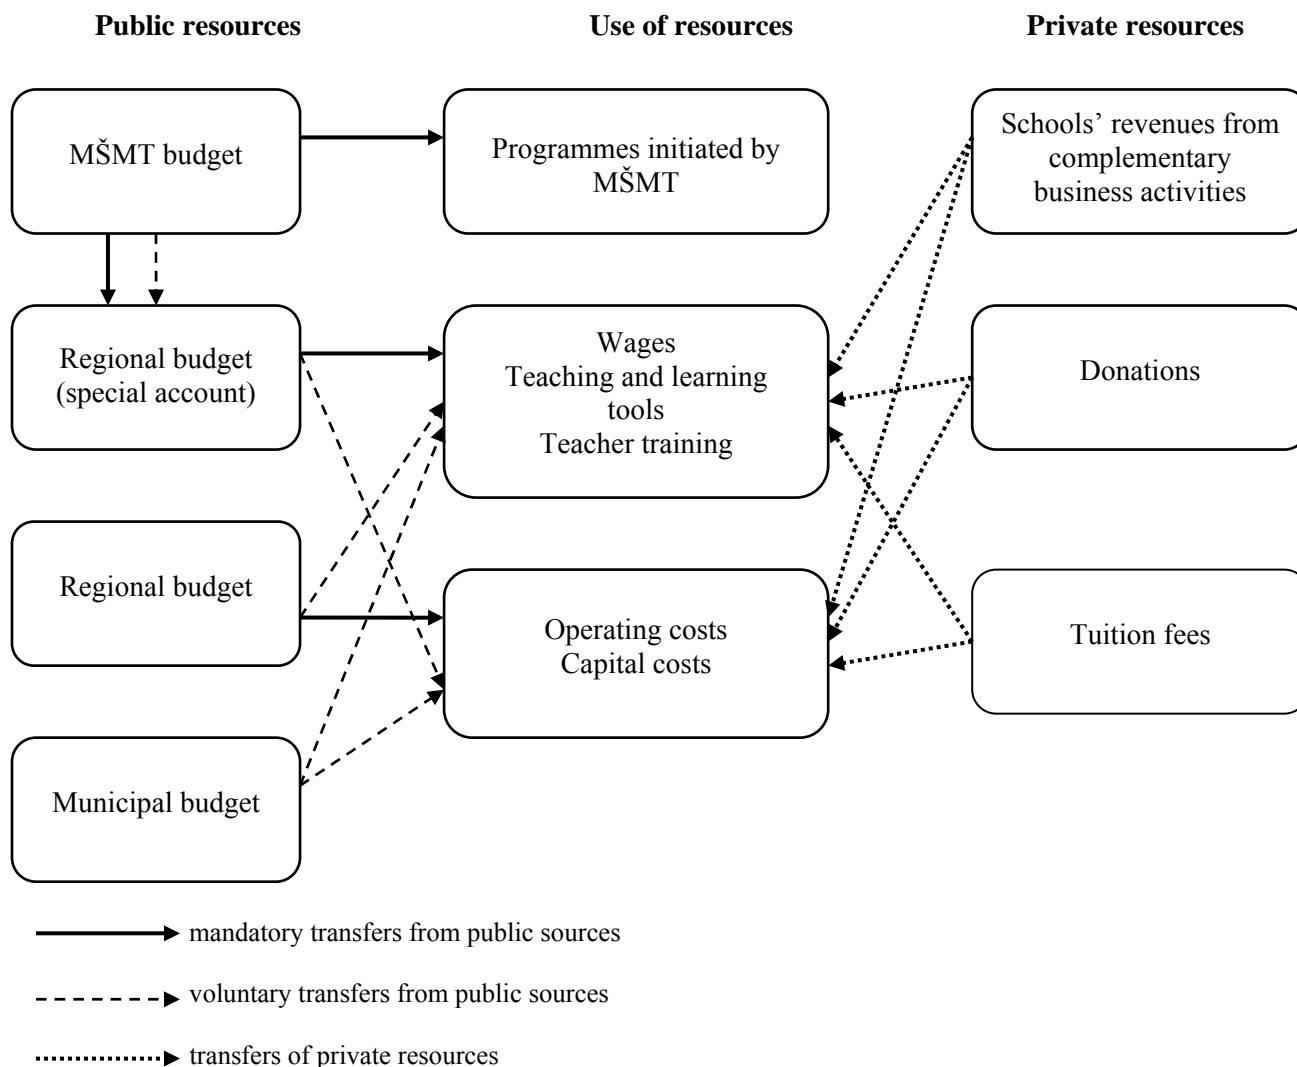 Public resources
Use of resources
Private resources
MŠMT budget
Programmes initiated by
MŠMT
Schools’ revenues from
complementary
business activities
Regional budget
(special account)
Wages
Teaching and learning
tools
Teacher training
Donations
Regional budget
Operating costs
Capital costs
Tuition fees
Municipal budget
mandatory transfers from public sources
voluntary transfers from public sources
transfers of private resources